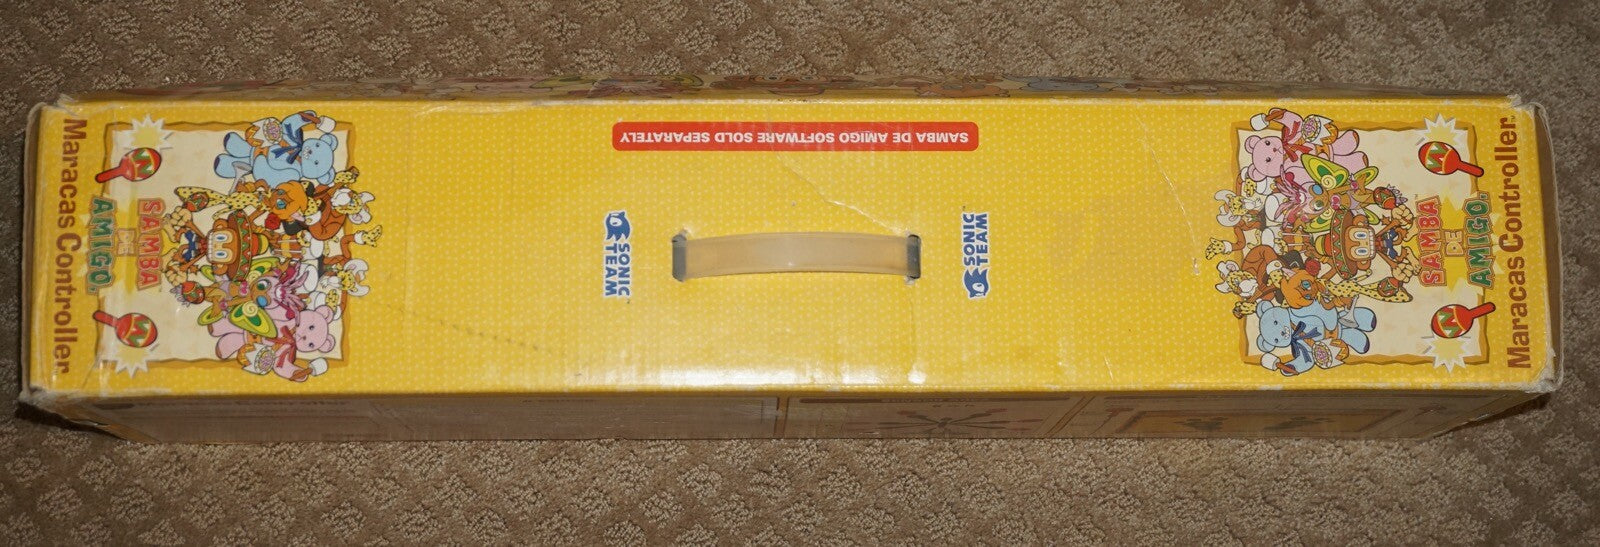 Maracas Controller
SAMBA
DE
AMIGO
SAMBA DE AMIGO SOFTWARE SOLD SEPARATELY
SONIC
TEAM
SONIC
TEAM
SAMBA
DE
AMIGO
Maracas Controller